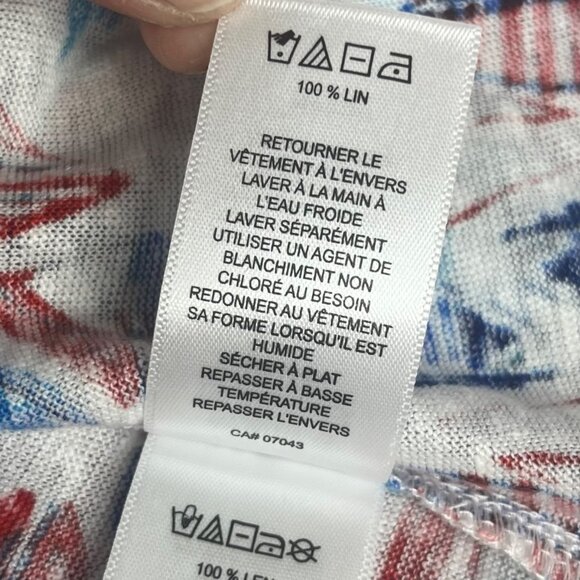 100 % LIN
RETOURNER LE
VÊTEMENT À L'ENVERS
LAVER À LA MAIN À
L'EAU FROIDE
LAVER SÉPARÉMENT
UTILISER UN AGENT DE
BLANCHIMENT NON
CHLORÉ AU BESOIN
REDONNER AU VÊTEMENT
SA FORME LORSQU'IL EST
HUMIDE
SÉCHER À PLAT
REPASSER À BASSE
TEMPÉRATURE
REPASSER L'ENVERS
CA# 07043
100 %